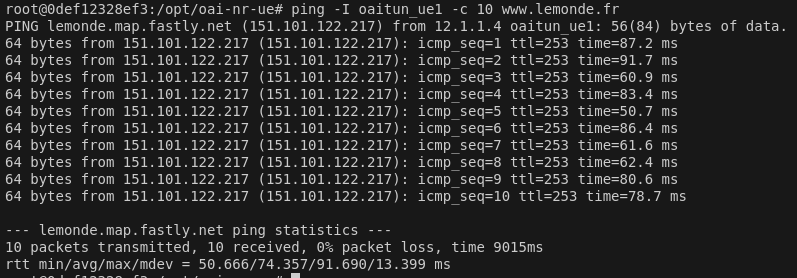 root@0def12328ef3:/opt/oai-nr-ue# ping -I oaitun_ue1 -c 10 www.lemonde.fr
PING lemonde.map.fastly.net (151.101.122.217) from 12.1.1.4 oaitun_ue1: 56(84) bytes of data.
64 bytes from 151.101.122.217 (151.101.122.217): icmp_seq=1 ttl=253 time=87.2 ms
64 bytes from 151.101.122.217 (151.101.122.217): icmp_seq=2 ttl=253 time=91.7 ms
64 bytes from 151.101.122.217 (151.101.122.217): icmp_seq=3 ttl=253 time=60.9 ms
64 bytes from 151.101.122.217 (151.101.122.217): icmp_seq=4 ttl=253 time=83.4 ms
64 bytes from 151.101.122.217 (151.101.122.217): icmp_seq=5 ttl=253 time=50.7 ms
64 bytes from 151.101.122.217 (151.101.122.217): icmp_seq=6 ttl=253 time=86.4 ms
64 bytes from 151.101.122.217 (151.101.122.217): icmp_seq=7 ttl=253 time=61.6 ms
64 bytes from 151.101.122.217 (151.101.122.217): icmp_seq=8 ttl=253 time=62.4 ms
64 bytes from 151.101.122.217 (151.101.122.217): icmp_seq=9 ttl=253 time=80.6 ms
64 bytes from 151.101.122.217 (151.101.122.217): icmp_seq=10 ttl=253 time=78.7 ms

--- lemonde.map.fastly.net ping statistics ---
10 packets transmitted, 10 received, 0% packet loss, time 9015ms
rtt min/avg/max/mdev = 50.666/74.357/91.690/13.399 ms